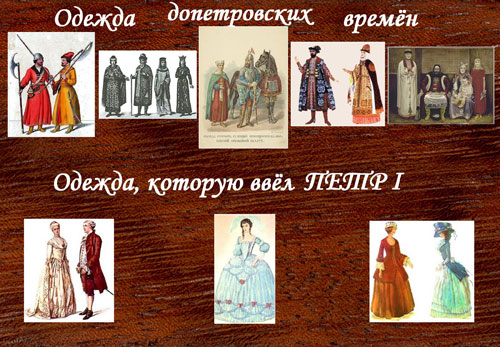 Одежда допетровских времён
Одежда, которую ввёл ПЕТР I